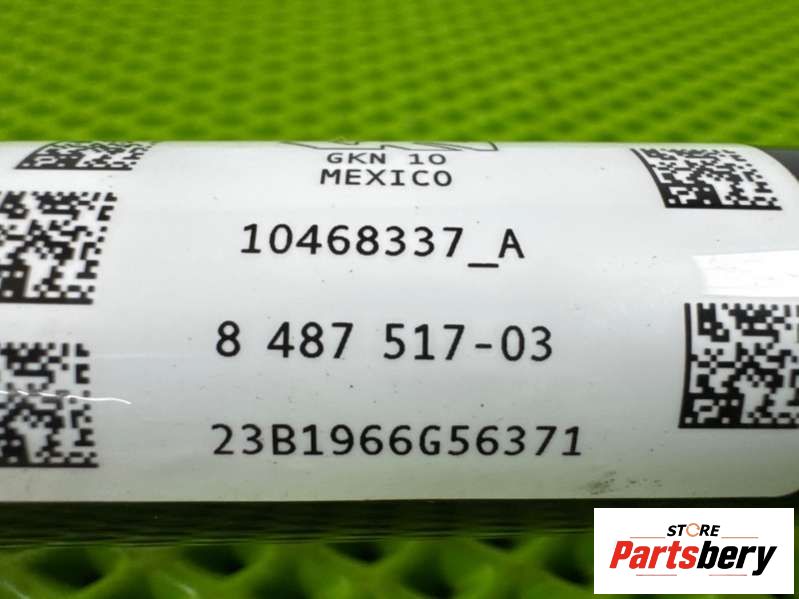 GKN 10
MEXICO
10468337_A
8 487 517-03
23B1966G56371
STORE
Partsbery